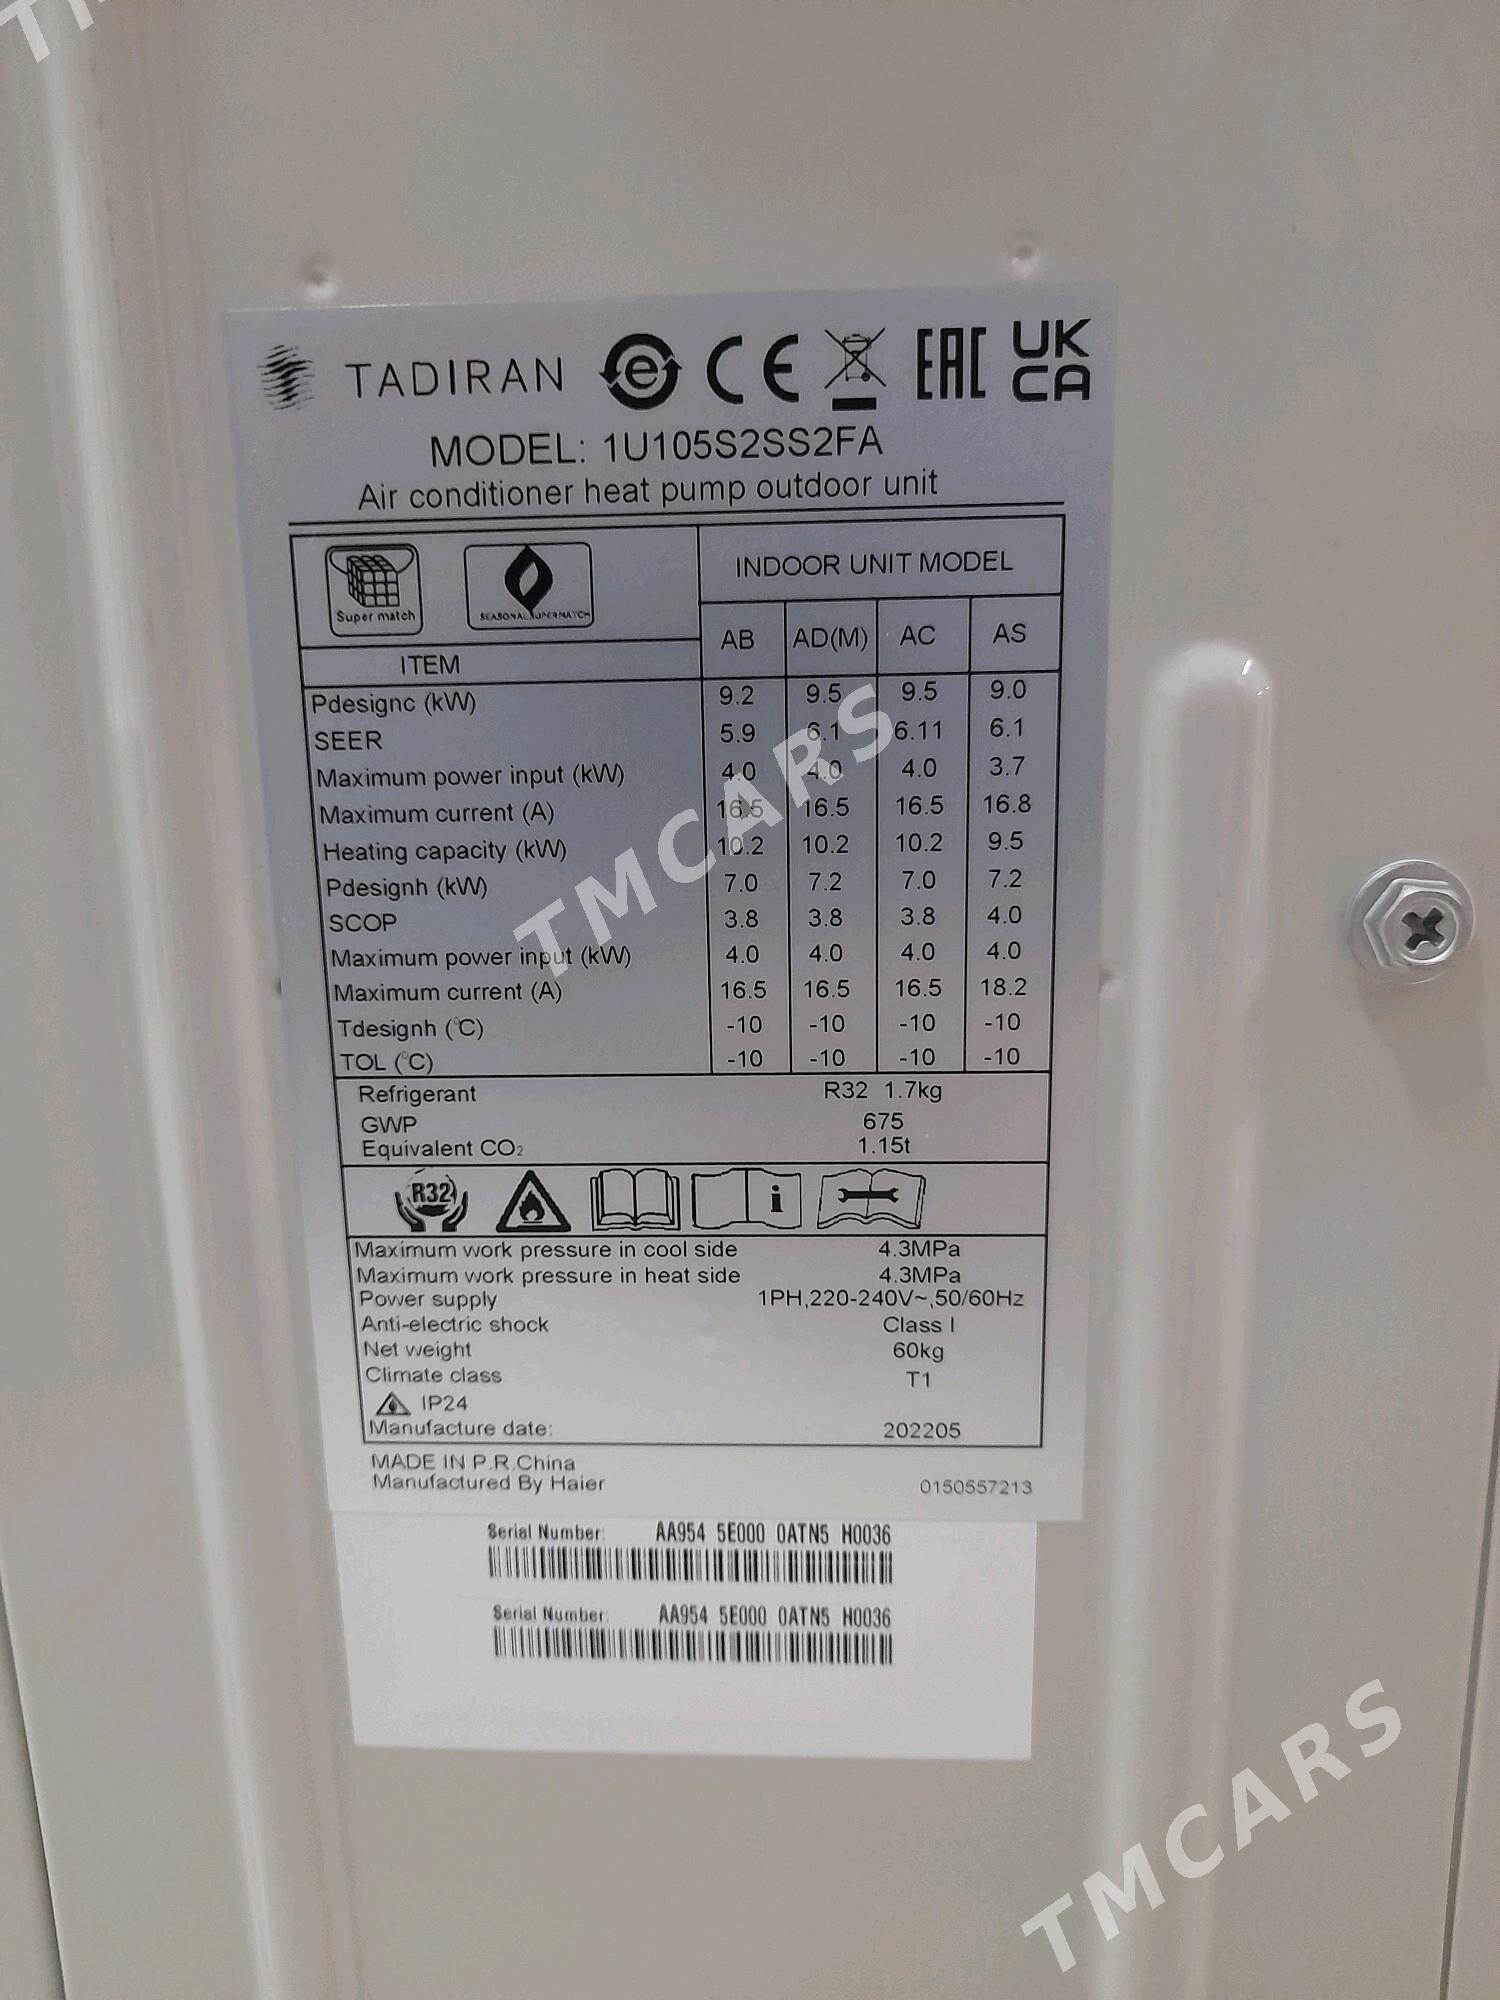 TADIRAN CE EAC UK CA
MODEL: 1U105S2SS2FA
Air conditioner heat pump outdoor unit
Super match SEASONAL SUPERMATCH INDOOR UNIT MODEL
ITEM AB AD(M) AC AS
Pdesignc (kW) 9.2 9.5 9.5 9.0
SEER 5.9 6.1 6.11 6.1
Maximum power input (kW) 4.0 4.0 4.0 3.7
Maximum current (A) 16.5 16.5 16.5 16.8
Heating capacity (kW) 10.2 10.2 10.2 9.5
Pdesignh (kW) 7.0 7.2 7.0 7.2
SCOP 3.8 3.8 3.8 4.0
Maximum power input (kW) 4.0 4.0 4.0 4.0
Maximum current (A) 16.5 16.5 16.5 18.2
Tdesignh (℃) -10 -10 -10 -10
TOL (℃) -10 -10 -10 -10
Refrigerant R32 1.7kg
GWP 675
Equivalent CO₂ 1.15t
R32
Maximum work pressure in cool side 4.3MPa
Maximum work pressure in heat side 4.3MPa
Power supply 1PH,220-240V~,50/60Hz
Anti-electric shock Class I
Net weight 60kg
Climate class T1
IP24
Manufacture date: 202205
MADE IN P.R.China
Manufactured By Haier 0150557213
Serial Number: AA954 5E000 0ATN5 H0036
Serial Number: AA954 5E000 0ATN5 H0036
TMCARS
TMCARS